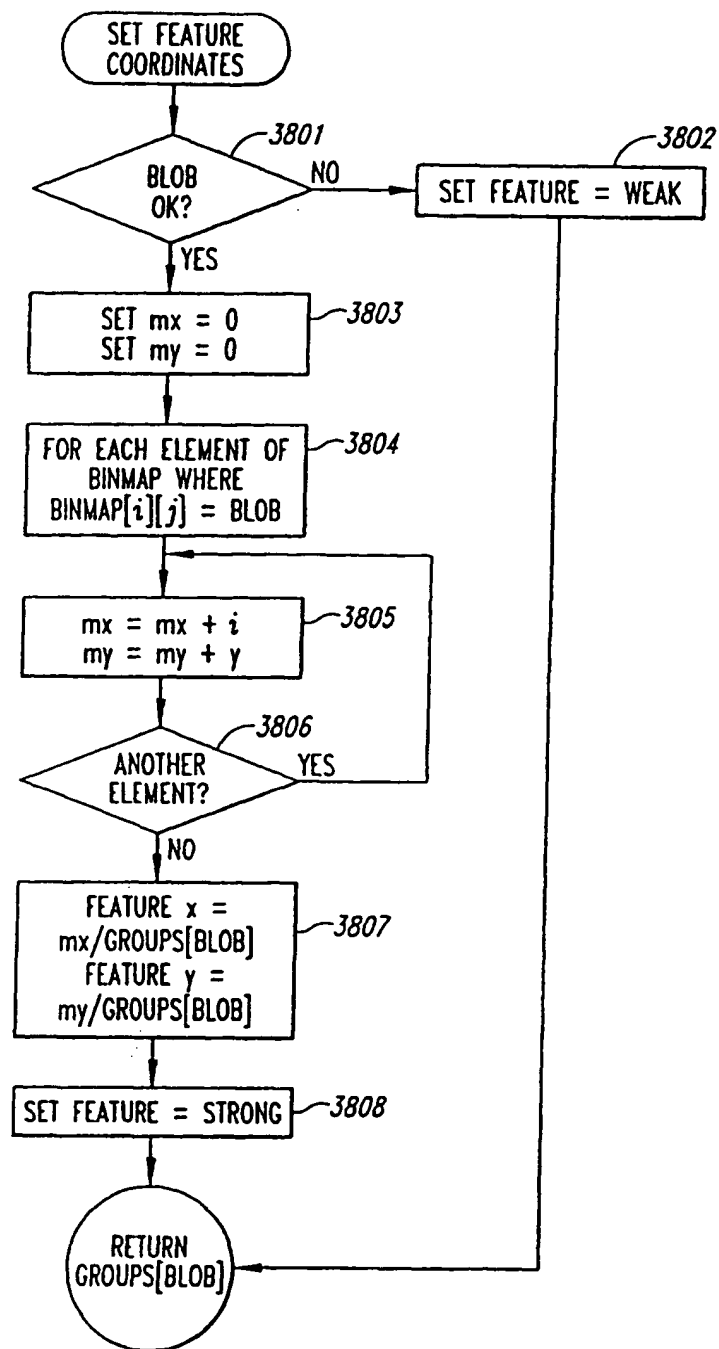 SET FEATURE
COORDINATES
3801
BLOB
OK?
NO
3802
SET FEATURE = WEAK
YES
SET mx = 0
SET my = 0
3803
FOR EACH ELEMENT OF
BINMAP WHERE
BINMAP[i][j] = BLOB
3804
mx = mx + i
my = my + y
3805
3806
ANOTHER
ELEMENT?
YES
NO
FEATURE x =
mx/GROUPS[BLOB]
FEATURE y =
my/GROUPS[BLOB]
3807
SET FEATURE = STRONG
3808
RETURN
GROUPS[BLOB]